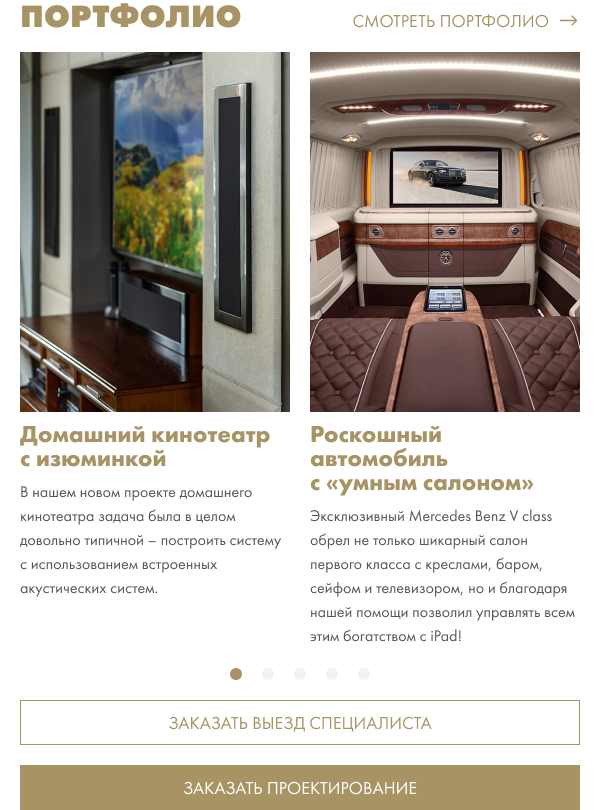 ПОРТФОЛИО
СМОТРЕТЬ ПОРТФОЛИО →
Домашний кинотеатр
с изюминкой
В нашем новом проекте домашнего
кинотеатра задача была в целом
довольно типичной – построить систему
с использованием встроенных
акустических систем.
Роскошный
автомобиль
с «умным салоном»
Эксклюзивный Mercedes Benz V class
обрел не только шикарный салон
первого класса с креслами, баром,
сейфом и телевизором, но и благодаря
нашей помощи позволил управлять всем
этим богатством с iPad!
ЗАКАЗАТЬ ВЫЕЗД СПЕЦИАЛИСТА
ЗАКАЗАТЬ ПРОЕКТИРОВАНИЕ